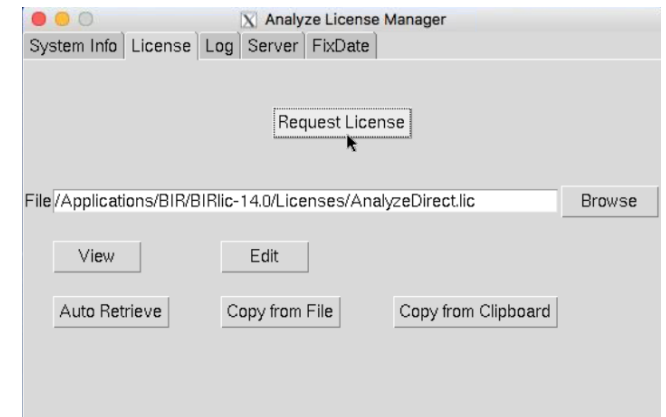 Analyze License Manager
System Info License Log Server FixDate
Request License
File /Applications/BIR/BIRlic-14.0/Licenses/AnalyzeDirect.lic Browse
View Edit
Auto Retrieve Copy from File Copy from Clipboard